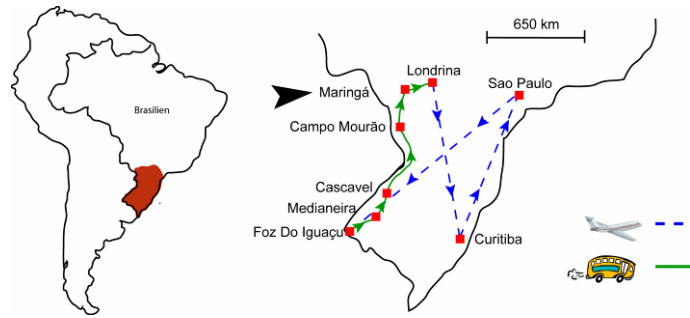 Brasilien
650 km
Londrina
Maringá
Sao Paulo
Campo Mourão
Cascavel
Medianeira
Foz Do Iguaçu
Curitiba